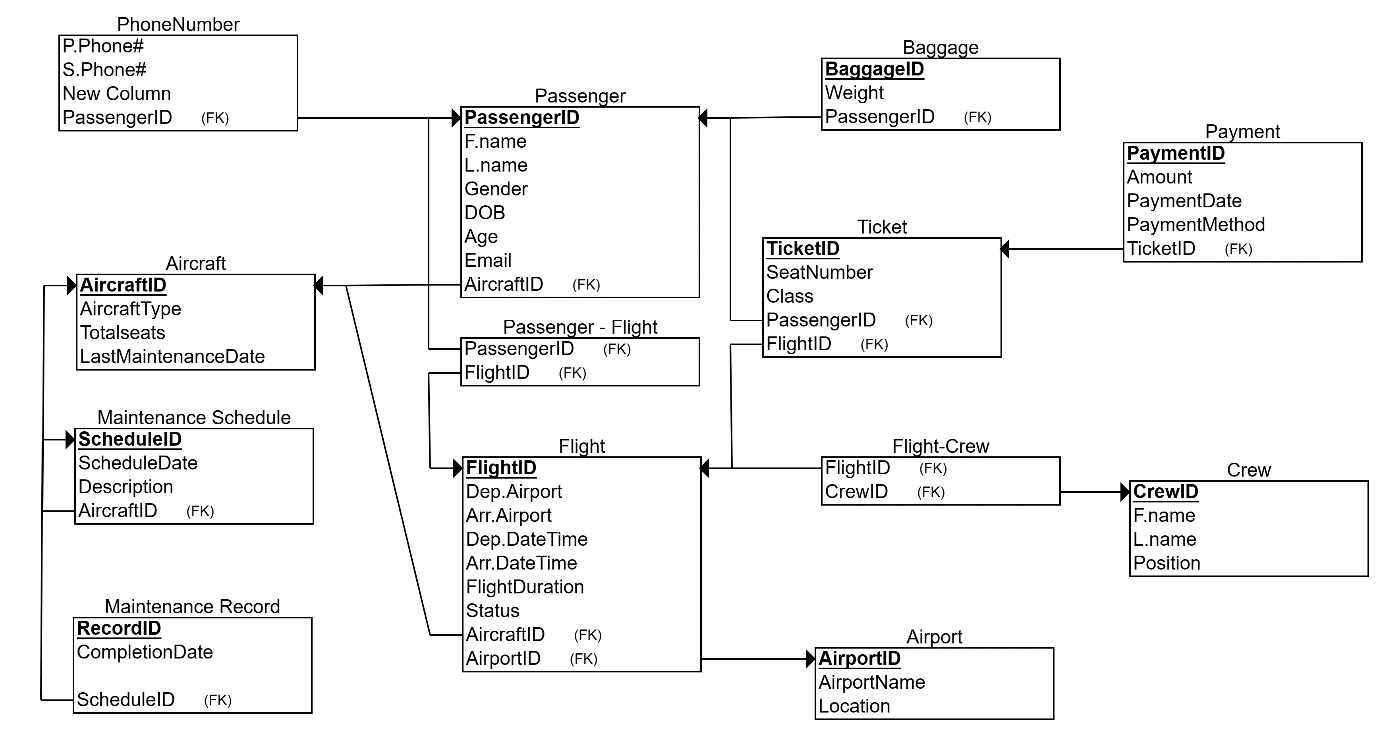 PhoneNumber
P.Phone#
S.Phone#
New Column
PassengerID (FK)
Passenger
PassengerID
F.name
L.name
Gender
DOB
Age
Email
AircraftID (FK)
Baggage
BaggageID
Weight
PassengerID (FK)
Payment
PaymentID
Amount
PaymentDate
PaymentMethod
TicketID (FK)
Ticket
TicketID
SeatNumber
Class
PassengerID (FK)
FlightID (FK)
Aircraft
AircraftID
AircraftType
Totalseats
LastMaintenanceDate
Passenger - Flight
PassengerID (FK)
FlightID (FK)
Maintenance Schedule
ScheduleID
ScheduleDate
Description
AircraftID (FK)
Flight
FlightID
Dep.Airport
Arr.Airport
Dep.DateTime
Arr.DateTime
FlightDuration
Status
AircraftID (FK)
AirportID (FK)
Flight-Crew
FlightID (FK)
CrewID (FK)
Crew
CrewID
F.name
L.name
Position
Maintenance Record
RecordID
CompletionDate
ScheduleID (FK)
Airport
AirportID
AirportName
Location